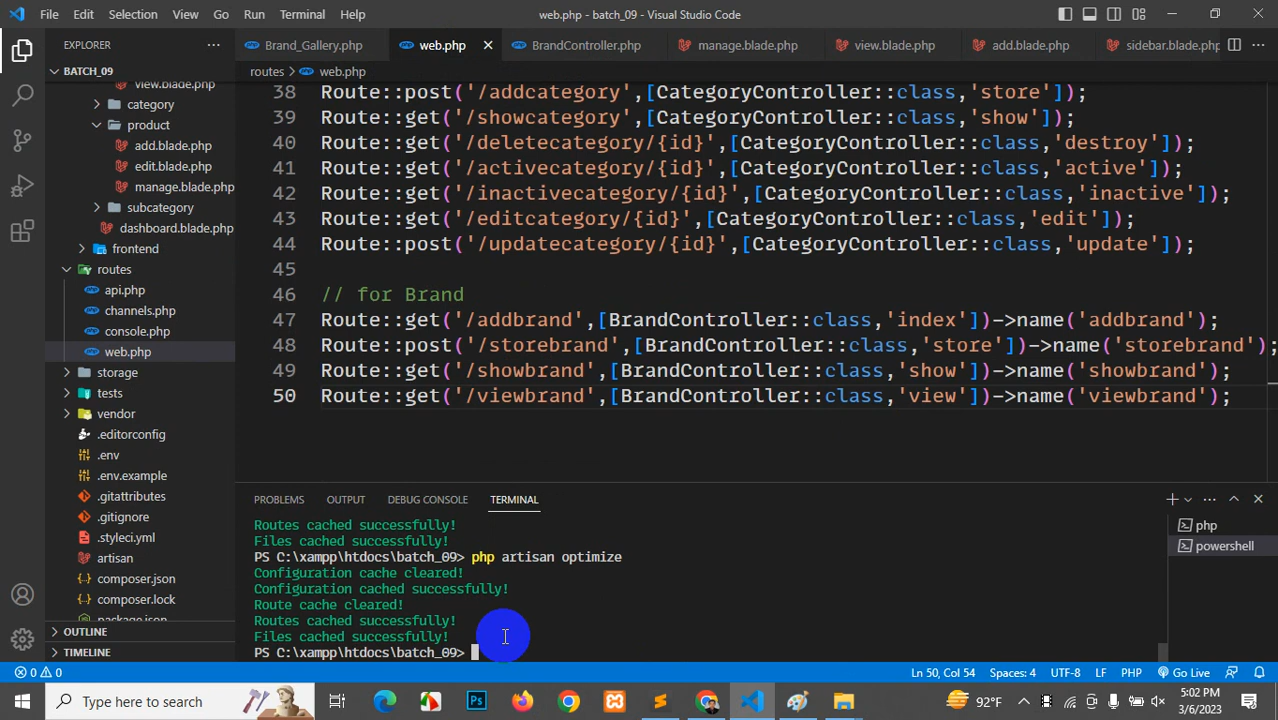 File Edit Selection View Go Run Terminal Help web.php - batch_09 - Visual Studio Code
EXPLORER
Brand_Gallery.php web.php BrandController.php manage.blade.php view.blade.php add.blade.php sidebar.blade.php
BATCH_09
routes > web.php
view.blade.php
category
product
add.blade.php
edit.blade.php
manage.blade.php
subcategory
dashboard.blade.php
frontend
routes
api.php
channels.php
console.php
web.php
storage
tests
vendor
.editorconfig
.env
.env.example
.gitattributes
.gitignore
.styleci.yml
artisan
composer.json
composer.lock
package.json
OUTLINE
TIMELINE
38 Route::post('/addcategory',[CategoryController::class,'store']);
39 Route::get('/showcategory',[CategoryController::class,'show']);
40 Route::get('/deletecategory/{id}',[CategoryController::class,'destroy']);
41 Route::get('/activecategory/{id}',[CategoryController::class,'active']);
42 Route::get('/inactivecategory/{id}',[CategoryController::class,'inactive']);
43 Route::get('/editcategory/{id}',[CategoryController::class,'edit']);
44 Route::post('/updatecategory/{id}',[CategoryController::class,'update']);
45
46 // for Brand
47 Route::get('/addbrand',[BrandController::class,'index'])->name('addbrand');
48 Route::post('/storebrand',[BrandController::class,'store'])->name('storebrand');
49 Route::get('/showbrand',[BrandController::class,'show'])->name('showbrand');
50 Route::get('/viewbrand',[BrandController::class,'view'])->name('viewbrand');
PROBLEMS OUTPUT DEBUG CONSOLE TERMINAL
Routes cached successfully!
Files cached successfully!
PS C:\xampp\htdocs\batch_09> php artisan optimize
Configuration cache cleared!
Configuration cached successfully!
Route cache cleared!
Routes cached successfully!
Files cached successfully!
PS C:\xampp\htdocs\batch_09>
php
powershell
0 0 Ln 50, Col 54 Spaces: 4 UTF-8 LF PHP Go Live
Type here to search
Ps
92°F
5:02 PM
3/6/2023